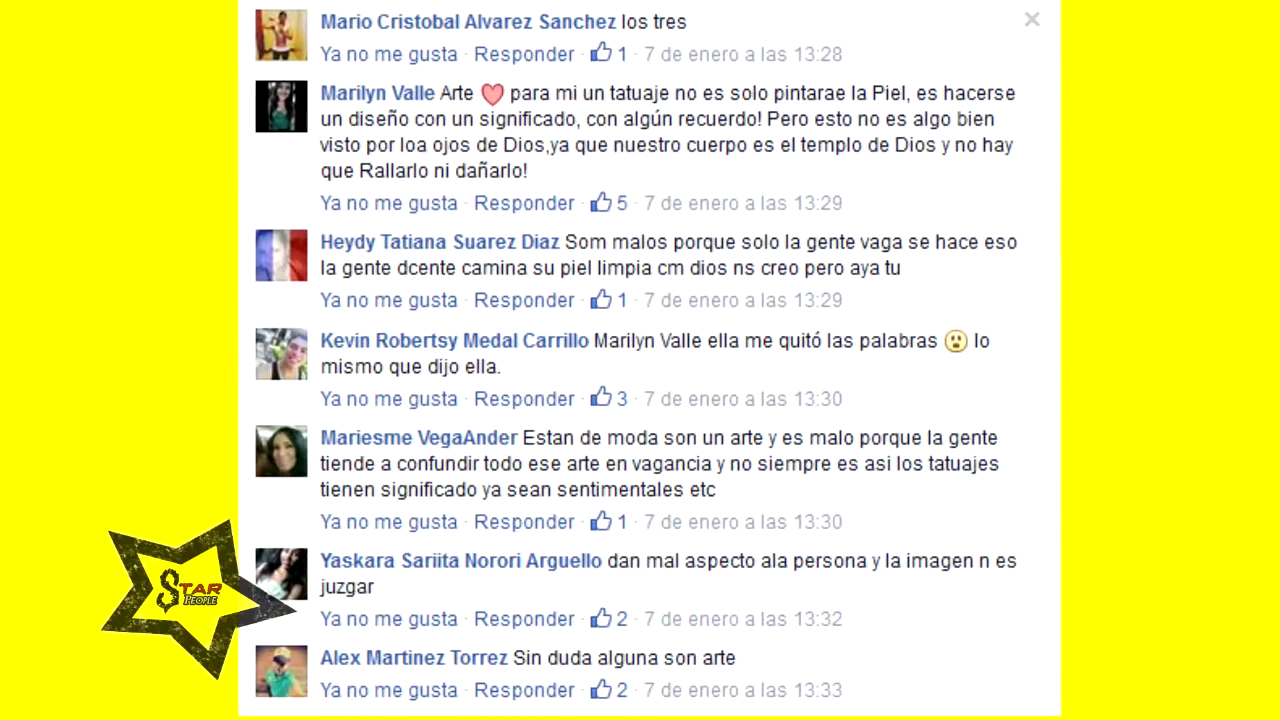 Mario Cristobal Alvarez Sanchez los tres
Ya no me gusta · Responder · 1 · 7 de enero a las 13:28
Marilyn Valle Arte para mi un tatuaje no es solo pintarae la Piel, es hacerse
un diseño con un significado, con algún recuerdo! Pero esto no es algo bien
visto por loa ojos de Dios,ya que nuestro cuerpo es el templo de Dios y no hay
que Rallarlo ni dañarlo!
Ya no me gusta · Responder · 5 · 7 de enero a las 13:29
Heydy Tatiana Suarez Diaz Som malos porque solo la gente vaga se hace eso
la gente dcente camina su piel limpia cm dios ns creo pero aya tu
Ya no me gusta · Responder · 1 · 7 de enero a las 13:29
Kevin Robertsy Medal Carrillo Marilyn Valle ella me quitó las palabras lo
mismo que dijo ella.
Ya no me gusta · Responder · 3 · 7 de enero a las 13:30
Mariesme VegaAnder Estan de moda son un arte y es malo porque la gente
tiende a confundir todo ese arte en vagancia y no siempre es asi los tatuajes
tienen significado ya sean sentimentales etc
Ya no me gusta · Responder · 1 · 7 de enero a las 13:30
Yaskara Sariita Norori Arguello dan mal aspecto ala persona y la imagen n es
juzgar
Ya no me gusta · Responder · 2 · 7 de enero a las 13:32
Alex Martinez Torrez Sin duda alguna son arte
Ya no me gusta · Responder · 2 · 7 de enero a las 13:33
STAR
PEOPLE